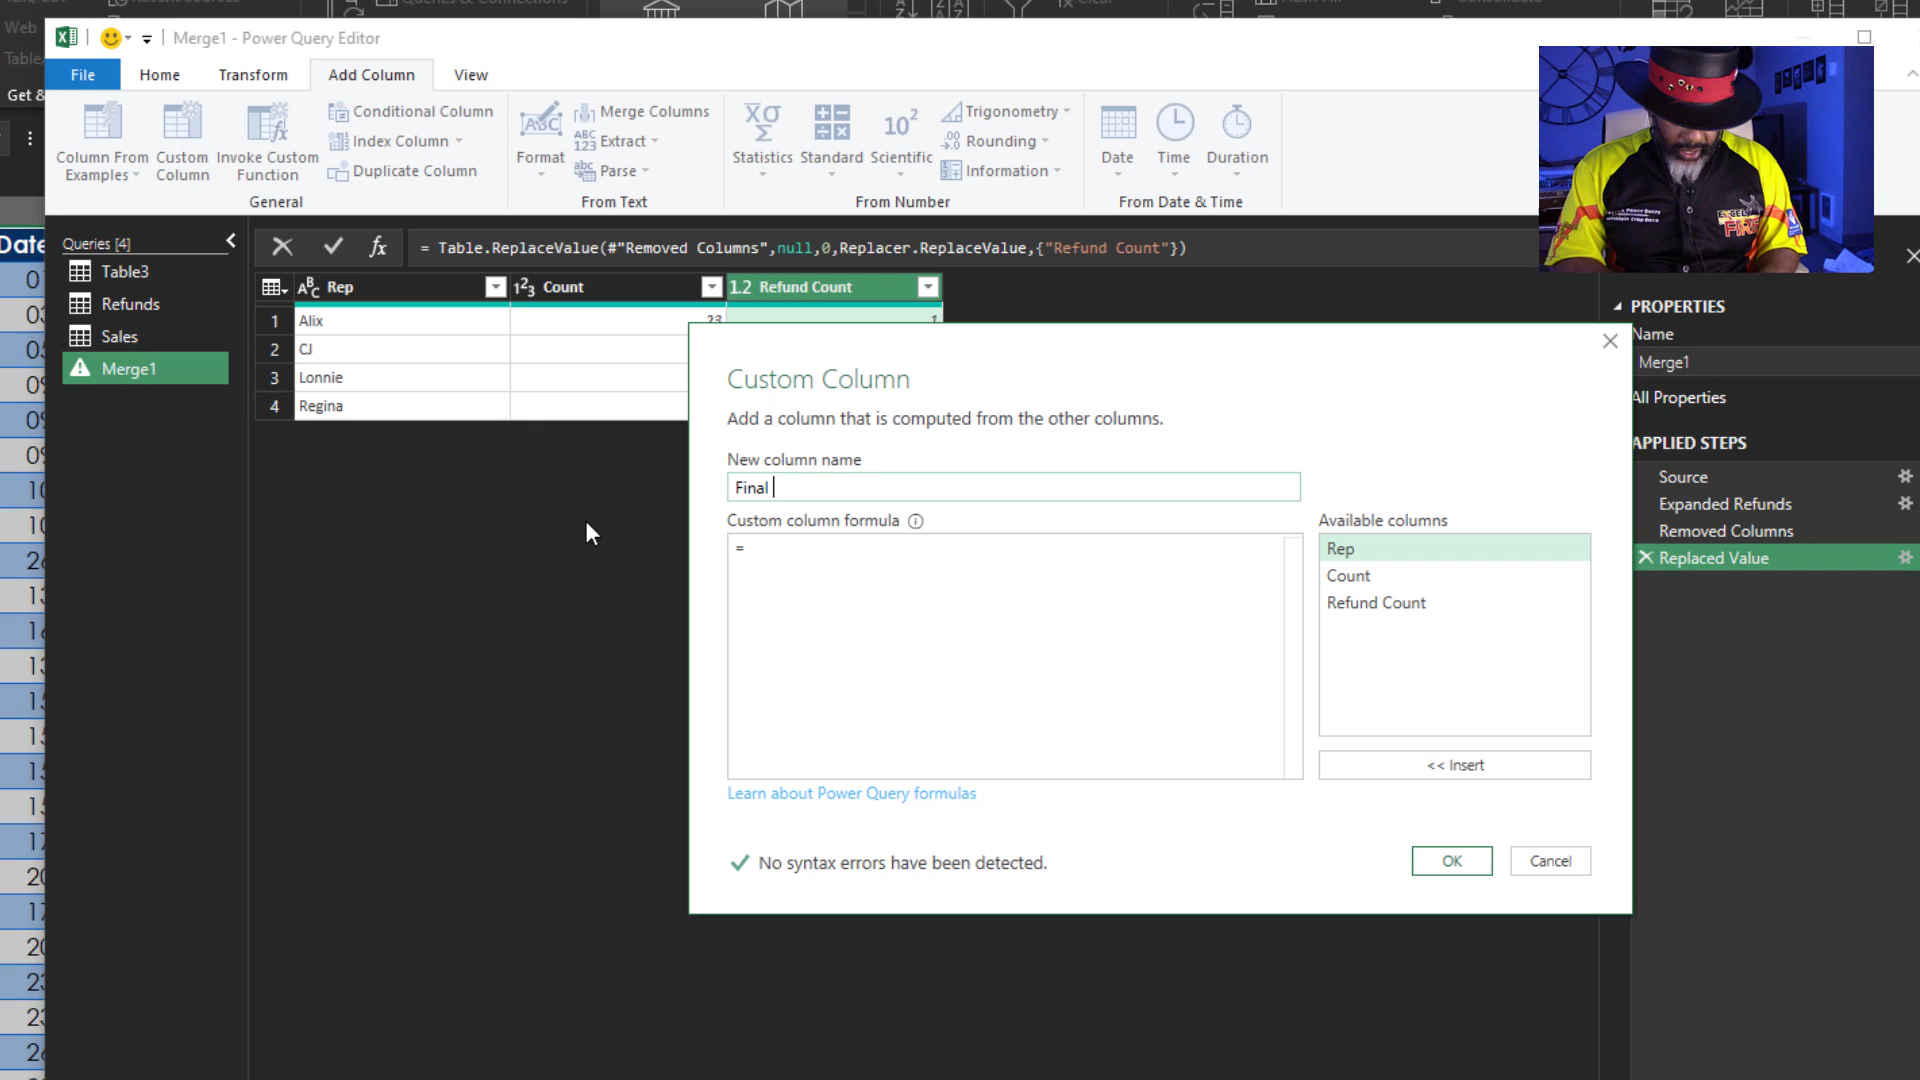 Merge1 - Power Query Editor
File
Home
Transform
Add Column
View
Web
Get &
Column From Examples
Custom Column
Invoke Custom Function
Conditional Column
Index Column
Duplicate Column
General
Format
Merge Columns
Extract
Parse
From Text
Statistics
Standard
Scientific
Trigonometry
Rounding
Information
From Number
Date
Time
Duration
From Date & Time
Queries [4]
Table3
Refunds
Sales
Merge1
= Table.ReplaceValue(#"Removed Columns",null,0,Replacer.ReplaceValue,{"Refund Count"})
Rep
Count
1.2 Refund Count
1 Alix 23 1
2 CJ
3 Lonnie
4 Regina
Custom Column
Add a column that is computed from the other columns.
New column name
Final
Custom column formula
=
Available columns
Rep
Count
Refund Count
<< Insert
Learn about Power Query formulas
No syntax errors have been detected.
OK
Cancel
PROPERTIES
Name
Merge1
All Properties
APPLIED STEPS
Source
Expanded Refunds
Removed Columns
Replaced Value